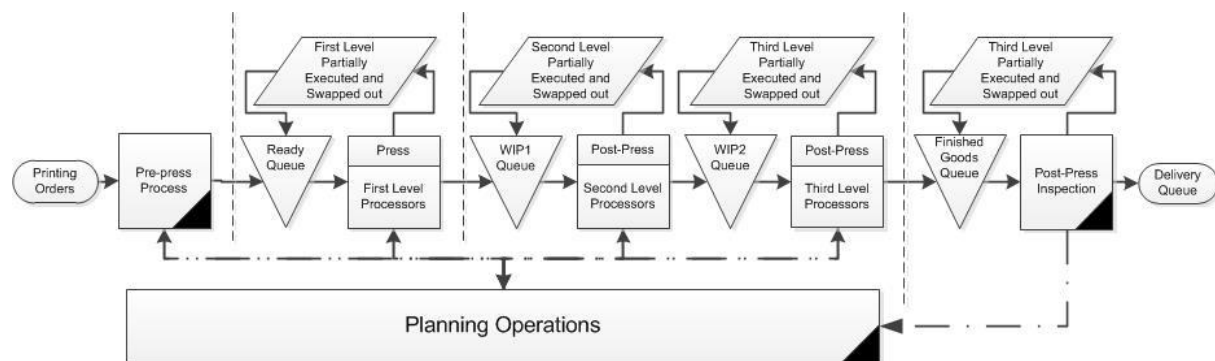 First Level
Partially
Executed and
Swapped out
Second Level
Partially
Executed and
Swapped out
Third Level
Partially
Executed and
Swapped out
Third Level
Partially
Executed and
Swapped out
Printing
Orders
Pre-press
Process
Ready
Queue
Press
First Level
Processors
WIP1
Queue
Post-Press
Second Level
Processors
WIP2
Queue
Post-Press
Third Level
Processors
Finished
Goods
Queue
Post-Press
Inspection
Delivery
Queue
Planning Operations